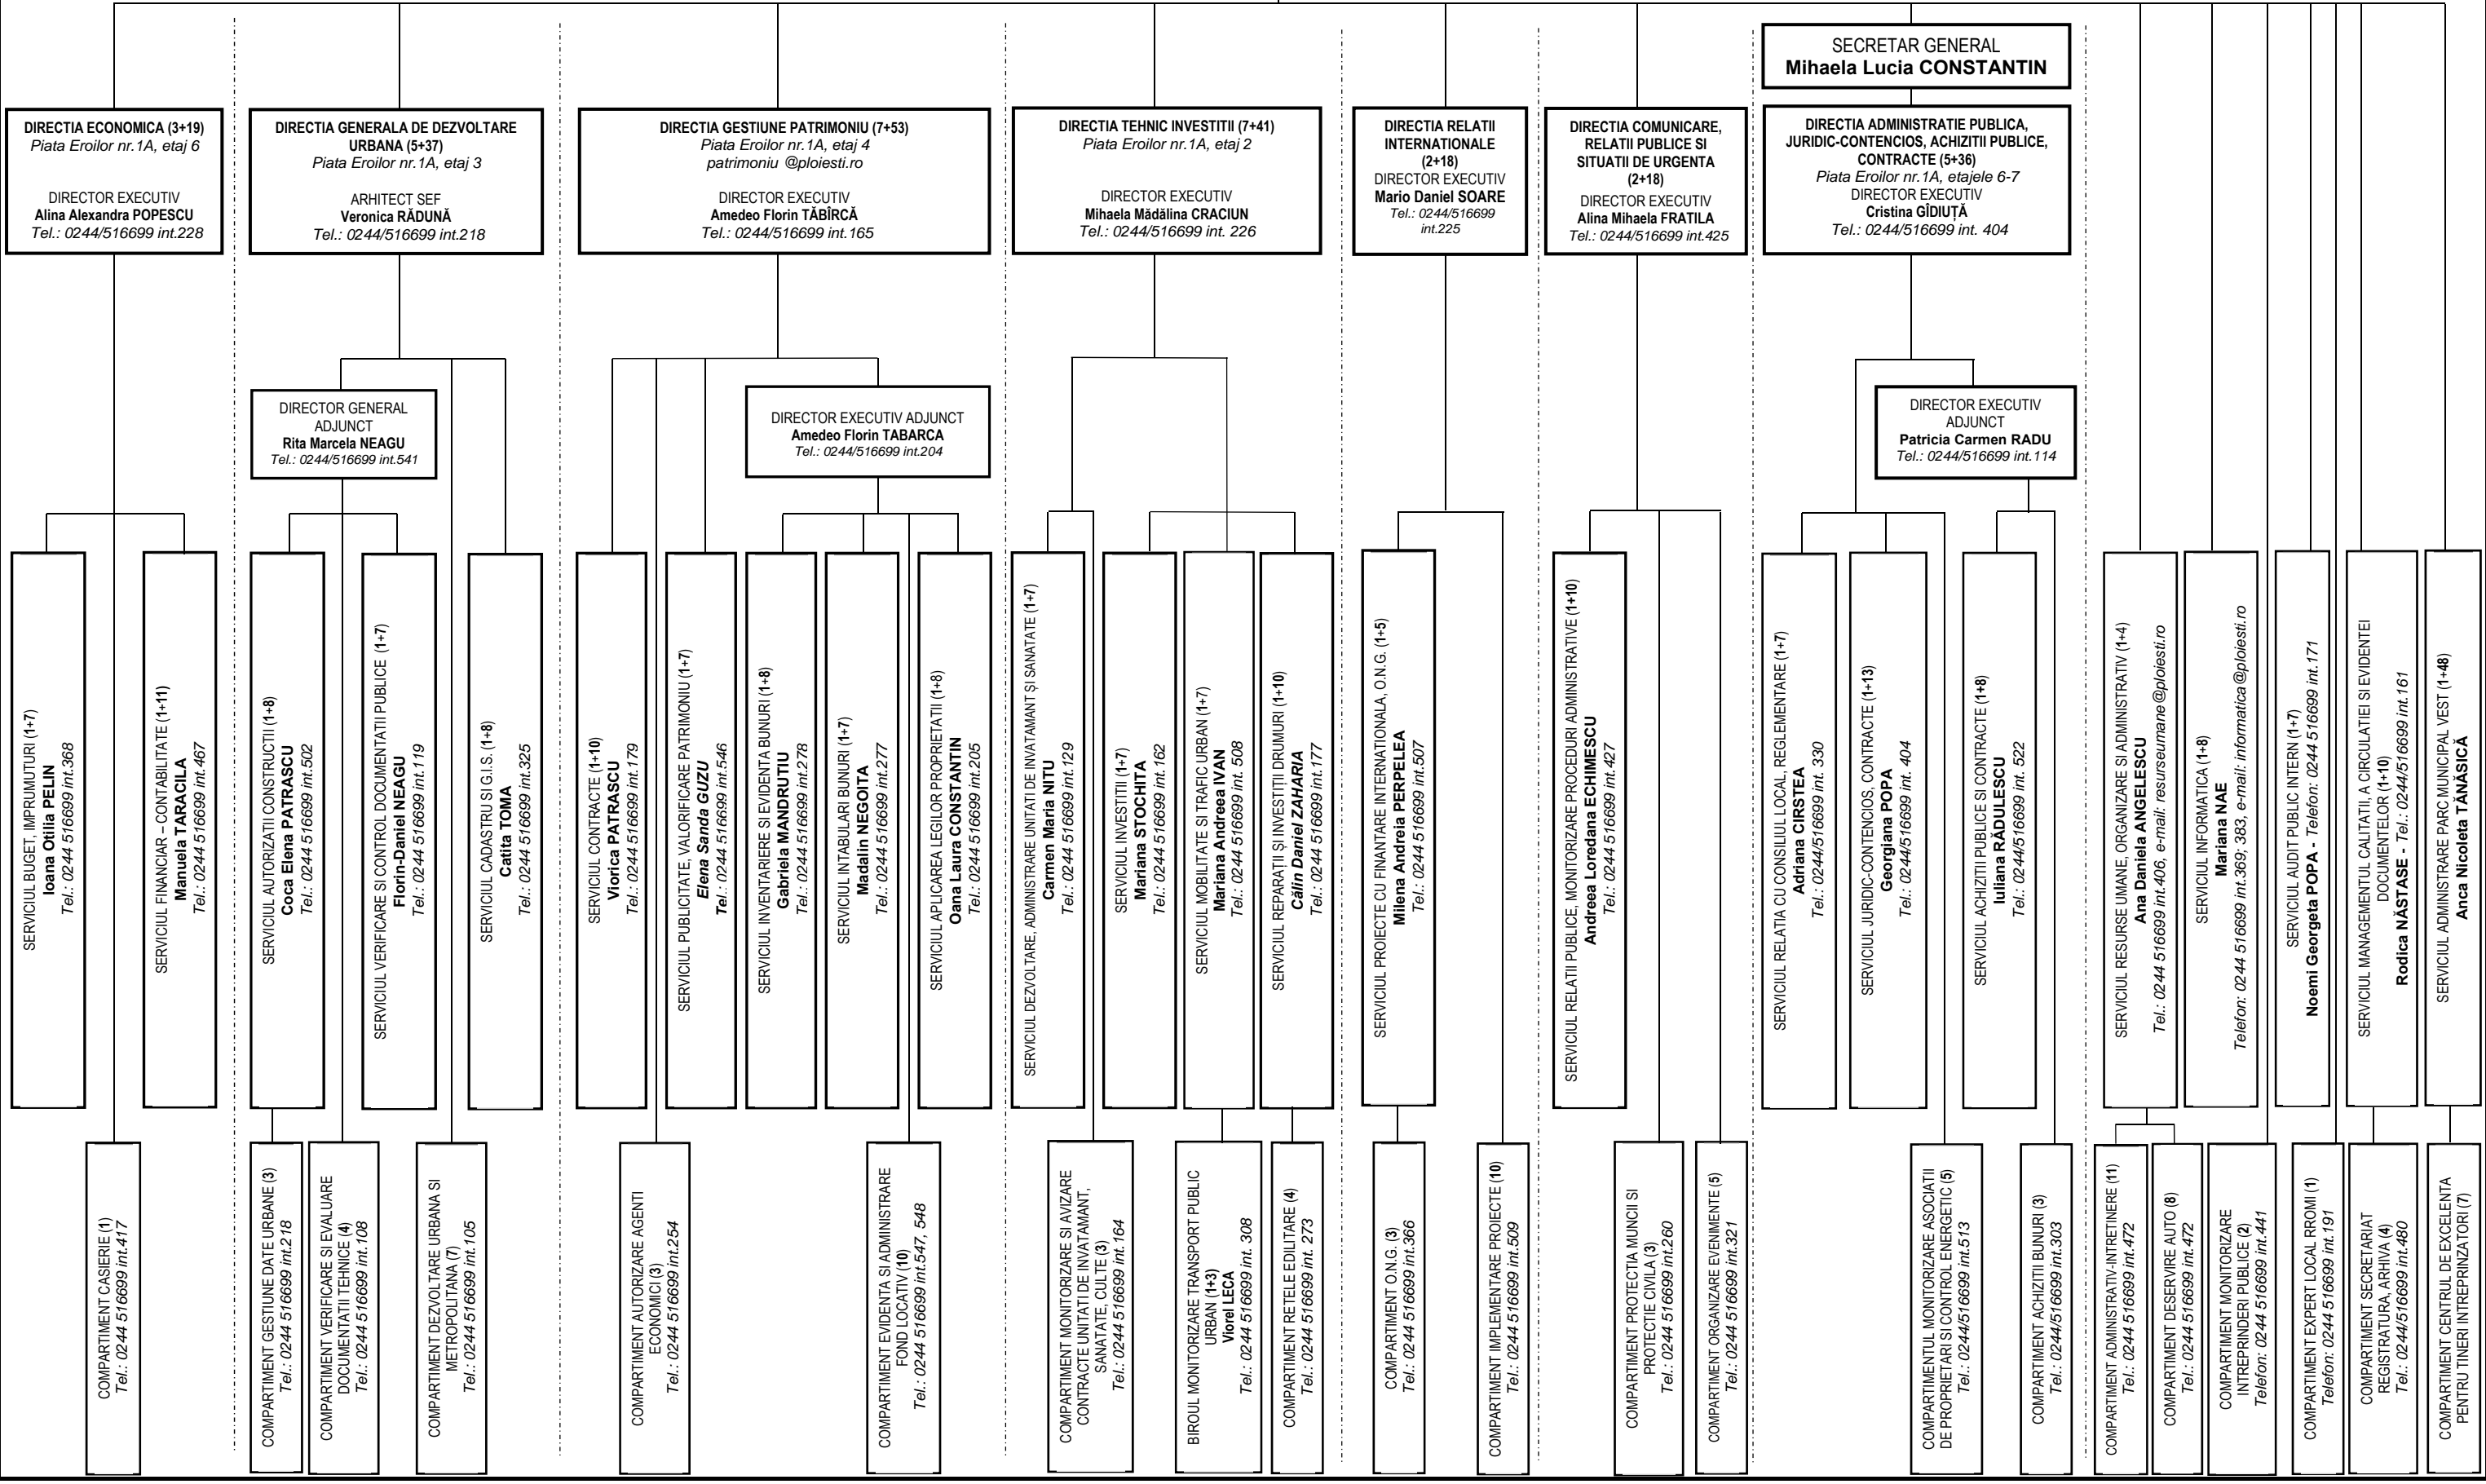 SECRETAR GENERAL
Mihaela Lucia CONSTANTIN
DIRECTIA ECONOMICA (3+19)
Piata Eroilor nr.1A, etaj 6
DIRECTOR EXECUTIV
Alina Alexandra POPESCU
Tel.: 0244/516699 int.228
DIRECTIA GENERALA DE DEZVOLTARE
URBANA (5+37)
Piata Eroilor nr.1A, etaj 3
ARHITECT SEF
Veronica RĂDUNĂ
Tel.: 0244/516699 int.218
DIRECTIA GESTIUNE PATRIMONIU (7+53)
Piata Eroilor nr.1A, etaj 4
patrimoniu @ploiesti.ro
DIRECTOR EXECUTIV
Amedeo Florin TĂBÎRCĂ
Tel.: 0244/516699 int.165
DIRECTIA TEHNIC INVESTITII (7+41)
Piata Eroilor nr.1A, etaj 2
DIRECTOR EXECUTIV
Mihaela Mădălina CRACIUN
Tel.: 0244/516699 int. 226
DIRECTIA RELATII
INTERNATIONALE
(2+18)
DIRECTOR EXECUTIV
Mario Daniel SOARE
Tel.: 0244/516699
int.225
DIRECTIA COMUNICARE,
RELATII PUBLICE SI
SITUATII DE URGENTA
(2+18)
DIRECTOR EXECUTIV
Alina Mihaela FRATILA
Tel.: 0244/516699 int.425
DIRECTIA ADMINISTRATIE PUBLICA,
JURIDIC-CONTENCIOS, ACHIZITII PUBLICE,
CONTRACTE (5+36)
Piata Eroilor nr.1A, etajele 6-7
DIRECTOR EXECUTIV
Cristina GÎDIUȚĂ
Tel.: 0244/516699 int. 404
DIRECTOR GENERAL
ADJUNCT
Rita Marcela NEAGU
Tel.: 0244/516699 int.541
DIRECTOR EXECUTIV ADJUNCT
Amedeo Florin TABARCA
Tel.: 0244/516699 int.204
DIRECTOR EXECUTIV
ADJUNCT
Patricia Carmen RADU
Tel.: 0244/516699 int.114
SERVICIUL BUGET, IMPRUMUTURI (1+7)
Ioana Otilia PELIN
Tel.: 0244 516699 int.368
SERVICIUL FINANCIAR – CONTABILITATE (1+11)
Manuela TARACILA
Tel.: 0244 516699 int.467
SERVICIUL AUTORIZATII CONSTRUCTII (1+8)
Coca Elena PATRASCU
Tel.: 0244 516699 int.502
SERVICIUL VERIFICARE SI CONTROL DOCUMENTATII PUBLICE (1+7)
Florin-Daniel NEAGU
Tel.: 0244 516699 int.119
SERVICIUL CADASTRU SI G.I.S. (1+8)
Catita TOMA
Tel.: 0244 516699 int.325
SERVICIUL CONTRACTE (1+10)
Viorica PATRASCU
Tel.: 0244 516699 int.179
SERVICIUL PUBLICITATE, VALORIFICARE PATRIMONIU (1+7)
Elena Sanda GUZU
Tel.: 0244 516699 int.546
SERVICIUL INVENTARIERE SI EVIDENTA BUNURI (1+8)
Gabriela MANDRUTIU
Tel.: 0244 516699 int.278
SERVICIUL INTABULARI BUNURI (1+7)
Madalin NEGOITA
Tel.: 0244 516699 int.277
SERVICIUL APLICAREA LEGILOR PROPRIETATII (1+8)
Oana Laura CONSTANTIN
Tel.: 0244 516699 int.205
SERVICIUL DEZVOLTARE, ADMINISTRARE UNITATI DE INVATAMANT ȘI SANATATE (1+7)
Carmen Maria NITU
Tel.: 0244 516699 int.129
SERVICIUL INVESTITII (1+7)
Mariana STOCHITA
Tel.: 0244 516699 int.162
SERVICIUL MOBILITATE SI TRAFIC URBAN (1+7)
Mariana Andreea IVAN
Tel.: 0244 516699 int. 508
SERVICIUL REPARAȚII ȘI INVESTIȚII DRUMURI (1+10)
Călin Daniel ZAHARIA
Tel.: 0244 516699 int.177
SERVICIUL PROIECTE CU FINANTARE INTERNATIONALA, O.N.G. (1+5)
Milena Andreia PERPELEA
Tel.: 0244 516699 int.507
SERVICIUL RELATII PUBLICE, MONITORIZARE PROCEDURI ADMINISTRATIVE (1+10)
Andreea Loredana ECHIMESCU
Tel.: 0244 516699 int.427
SERVICIUL RELATIA CU CONSILIUL LOCAL, REGLEMENTARE (1+7)
Adriana CIRSTEA
Tel.: 0244/516699 int. 330
SERVICIUL JURIDIC-CONTENCIOS, CONTRACTE (1+13)
Georgiana POPA
Tel.: 0244/516699 int. 404
SERVICIUL ACHIZITII PUBLICE SI CONTRACTE (1+8)
Iuliana RĂDULESCU
Tel.: 0244/516699 int. 522
SERVICIUL RESURSE UMANE, ORGANIZARE SI ADMINISTRATIV (1+4)
Ana Daniela ANGELESCU
Tel.: 0244 516699 int.406, e-mail: resurseumane@ploiesti.ro
SERVICIUL INFORMATICA (1+8)
Mariana NAE
Telefon: 0244 516699 int.369; 383, e-mail: informatica@ploiesti.ro
SERVICIUL AUDIT PUBLIC INTERN (1+7)
Noemi Georgeta POPA - Telefon: 0244 516699 int.171
SERVICIUL MANAGEMENTUL CALITATII, A CIRCULATIEI SI EVIDENTEI
DOCUMENTELOR (1+10)
Rodica NĂSTASE - Tel.: 0244/516699 int.161
SERVICIUL ADMINISTRARE PARC MUNICIPAL VEST (1+48)
Anca Nicoleta TĂNĂSICĂ
COMPARTIMENT CASIERIE (1)
Tel.: 0244 516699 int.417
COMPARTIMENT GESTIUNE DATE URBANE (3)
Tel.: 0244 516699 int.218
COMPARTIMENT VERIFICARE SI EVALUARE
DOCUMENTATII TEHNICE (4)
Tel.: 0244 516699 int.108
COMPARTIMENT DEZVOLTARE URBANA SI
METROPOLITANA (7)
Tel.: 0244 516699 int.105
COMPARTIMENT AUTORIZARE AGENTI
ECONOMICI (3)
Tel.: 0244 516699 int.254
COMPARTIMENT EVIDENTA SI ADMINISTRARE
FOND LOCATIV (10)
Tel.: 0244 516699 int.547, 548
COMPARTIMENT MONITORIZARE SI AVIZARE
CONTRACTE UNITATI DE INVATAMANT,
SANATATE, CULTE (3)
Tel.: 0244 516699 int.164
BIROUL MONITORIZARE TRANSPORT PUBLIC
URBAN (1+3)
Viorel LECA
Tel.: 0244 516699 int. 308
COMPARTIMENT RETELE EDILITARE (4)
Tel.: 0244 516699 int. 273
COMPARTIMENT O.N.G. (3)
Tel.: 0244 516699 int.366
COMPARTIMENT IMPLEMENTARE PROIECTE (10)
Tel.: 0244 516699 int.509
COMPARTIMENT PROTECTIA MUNCII SI
PROTECTIE CIVILA (3)
Tel.: 0244 516699 int.260
COMPARTIMENT ORGANIZARE EVENIMENTE (5)
Tel.: 0244 516699 int.321
COMPARTIMENTUL MONITORIZARE ASOCIATII
DE PROPRIETARI SI CONTROL ENERGETIC (5)
Tel.: 0244/516699 int.513
COMPARTIMENT ACHIZITII BUNURI (3)
Tel.: 0244/516699 int.303
COMPARTIMENT ADMINISTRATIV-INTRETINERE (11)
Tel.: 0244 516699 int.472
COMPARTIMENT DESERVIRE AUTO (8)
Tel.: 0244 516699 int.472
COMPARTIMENT MONITORIZARE
INTREPRINDERI PUBLICE (2)
Telefon: 0244 516699 int.441
COMPARTIMENT EXPERT LOCAL RROMI (1)
Telefon: 0244 516699 int.191
COMPARTIMENT SECRETARIAT
REGISTRATURA, ARHIVA (4)
Tel.: 0244/516699 int.480
COMPARTIMENT CENTRUL DE EXCELENTA
PENTRU TINERI INTREPRINZATORI (7)